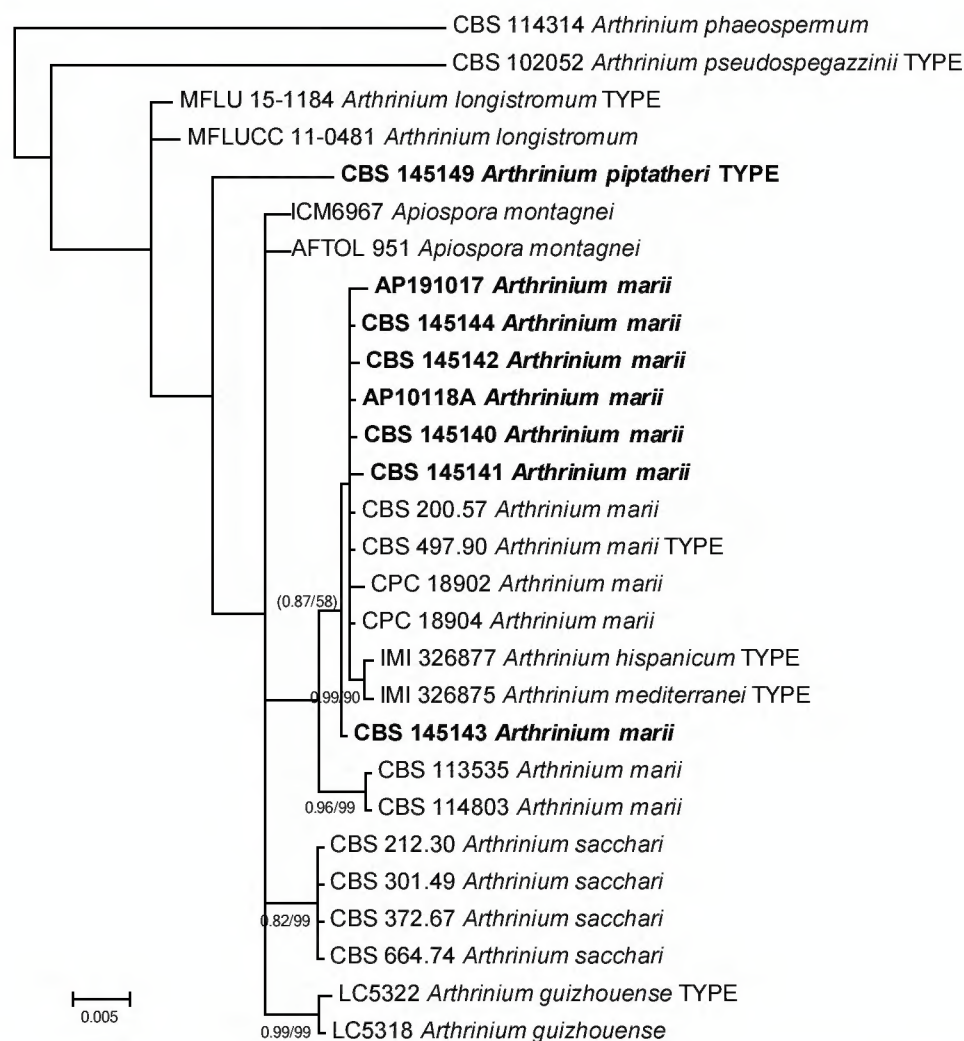 CBS 114314 Arthrinium phaeospermum
CBS 102052 Arthrinium pseudospegazzinii TYPE
MFLU 15-1184 Arthrinium longistromum TYPE
MFLUCC 11-0481 Arthrinium longistromum
CBS 145149 Arthrinium piptatheri TYPE
ICM6967 Apiospora montagnei
AFTOL 951 Apiospora montagnei
AP191017 Arthrinium marii
CBS 145144 Arthrinium marii
CBS 145142 Arthrinium marii
AP10118A Arthrinium marii
CBS 145140 Arthrinium marii
CBS 145141 Arthrinium marii
CBS 200.57 Arthrinium marii
CBS 497.90 Arthrinium marii TYPE
CPC 18902 Arthrinium marii
(0.87/58)
CPC 18904 Arthrinium marii
IMI 326877 Arthrinium hispanicum TYPE
0.99/90
IMI 326875 Arthrinium mediterranei TYPE
CBS 145143 Arthrinium marii
CBS 113535 Arthrinium marii
0.96/99
CBS 114803 Arthrinium marii
CBS 212.30 Arthrinium sacchari
CBS 301.49 Arthrinium sacchari
0.82/99
CBS 372.67 Arthrinium sacchari
CBS 664.74 Arthrinium sacchari
LC5322 Arthrinium guizhouense TYPE
0.005
0.99/99
LC5318 Arthrinium guizhouense